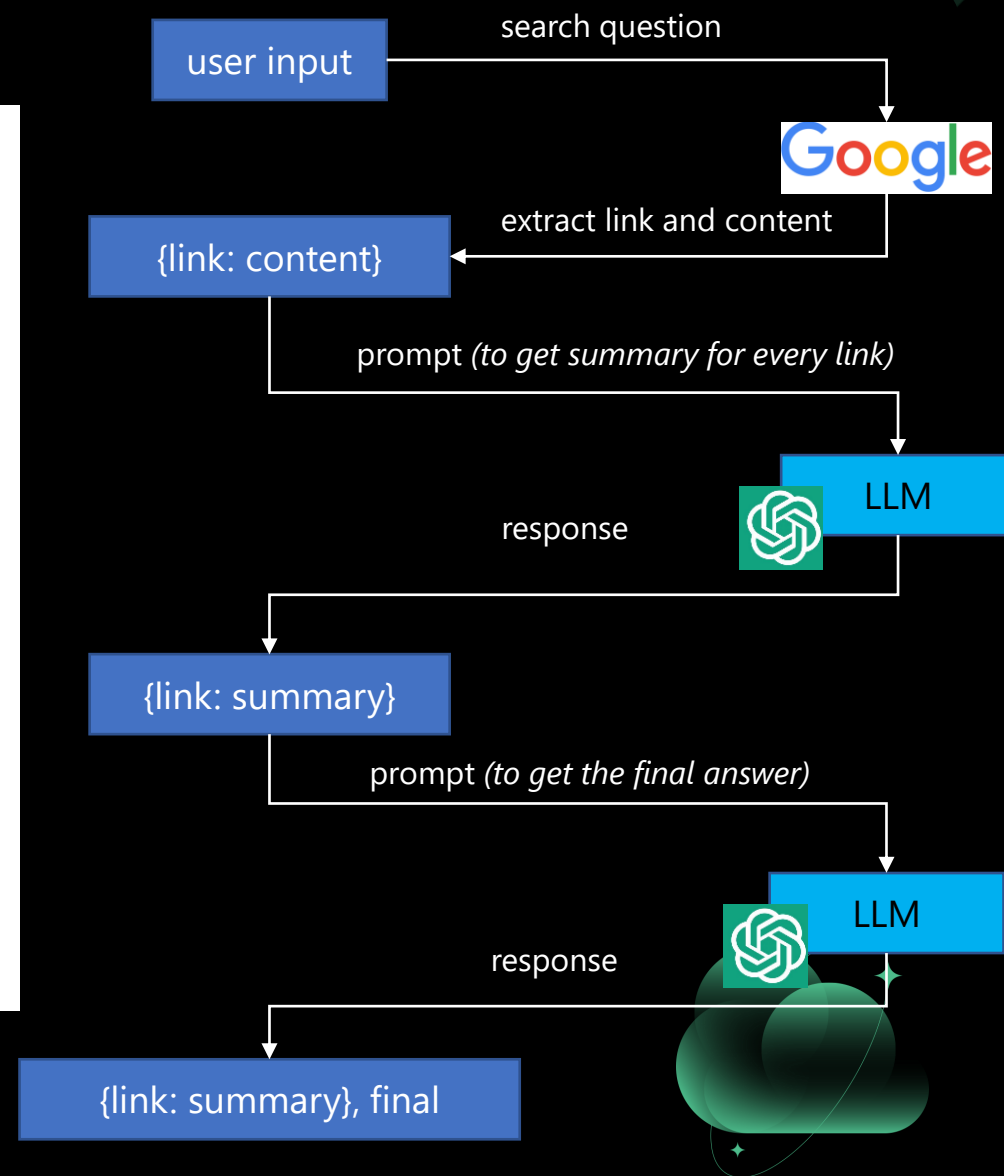 search question
user input
Google
extract link and content
{link: content}
prompt (to get summary for every link)
LLM
response
{link: summary}
prompt (to get the final answer)
LLM
response
{link: summary}, final